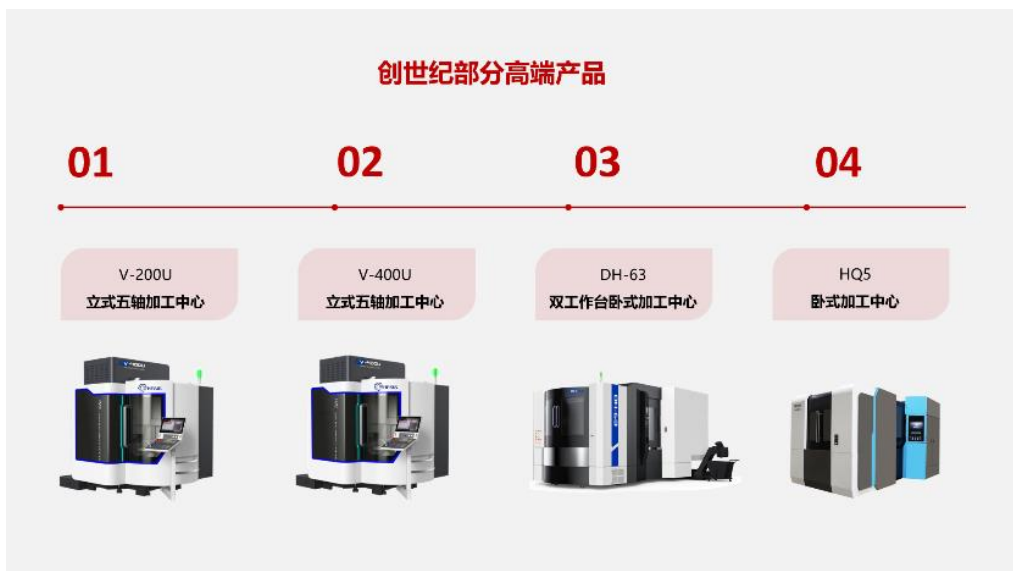 创世纪部分高端产品
01
02
03
04
V-200U
立式五轴加工中心
V-400U
立式五轴加工中心
DH-63
双工作台卧式加工中心
HQ5
卧式加工中心
DH-63